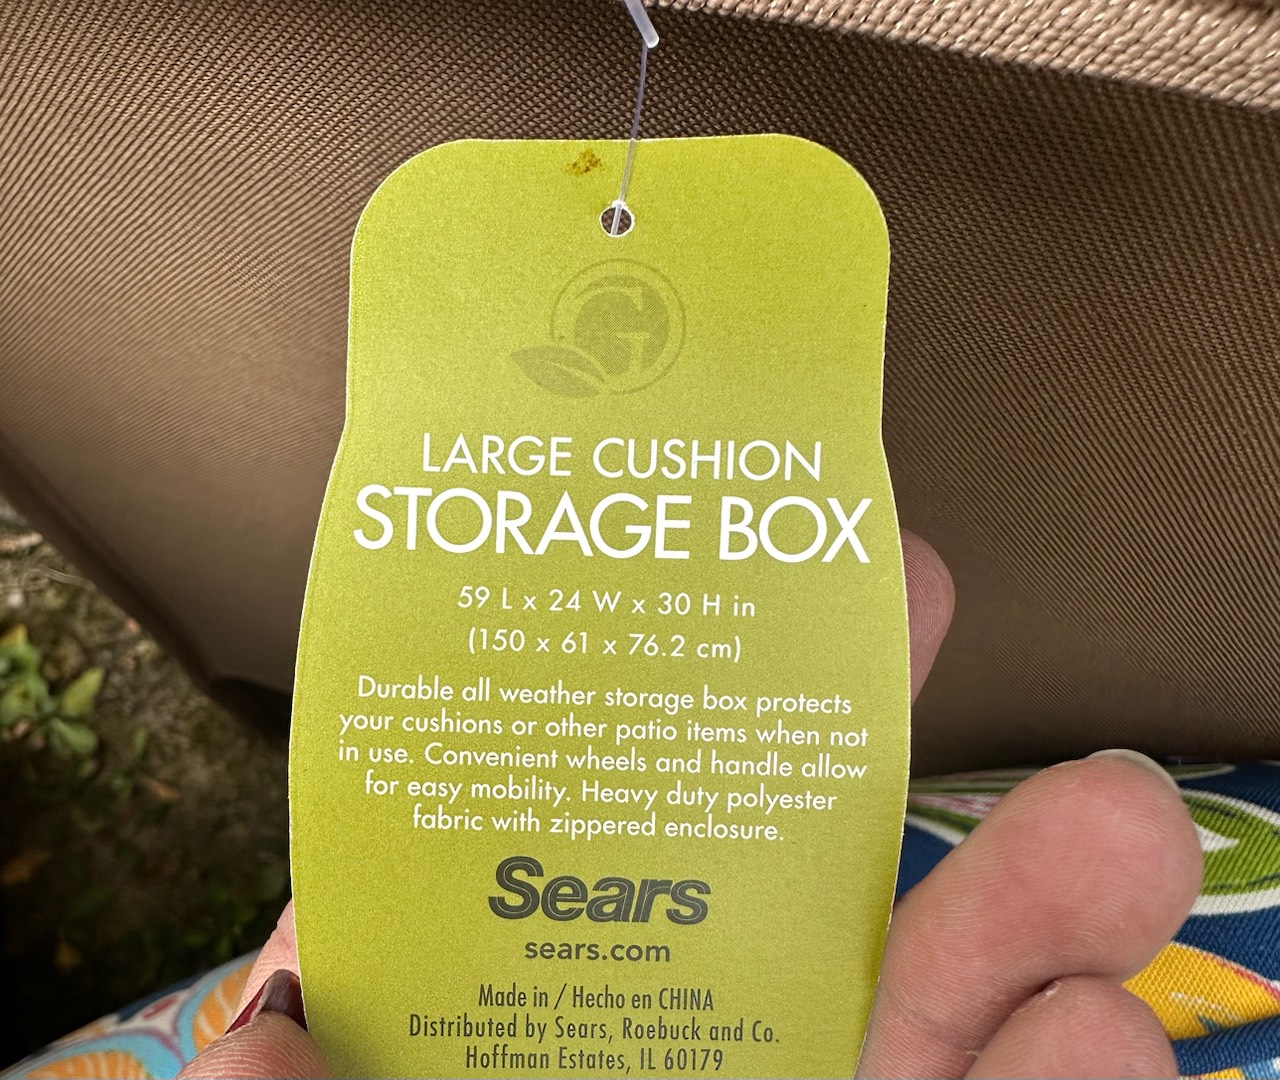 G
LARGE CUSHION
STORAGE BOX
59 L x 24 W x 30 H in
(150 x 61 x 76.2 cm)
Durable all weather storage box protects
your cushions or other patio items when not
in use. Convenient wheels and handle allow
for easy mobility. Heavy duty polyester
fabric with zippered enclosure.
Sears
sears.com
Made in / Hecho en CHINA
Distributed by Sears, Roebuck and Co.
Hoffman Estates, IL 60179